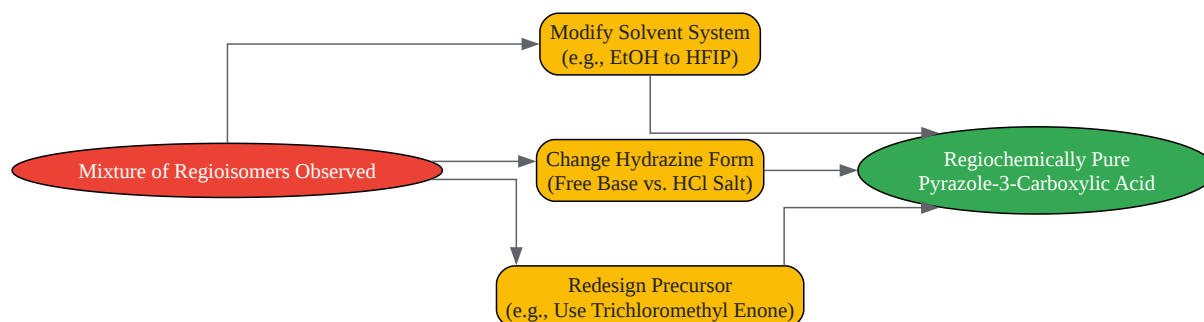 Modify Solvent System
(e.g., EtOH to HFIP)
Mixture of Regioisomers Observed
Change Hydrazine Form
(Free Base vs. HCl Salt)
Regiochemically Pure
Pyrazole-3-Carboxylic Acid
Redesign Precursor
(e.g., Use Trichloromethyl Enone)